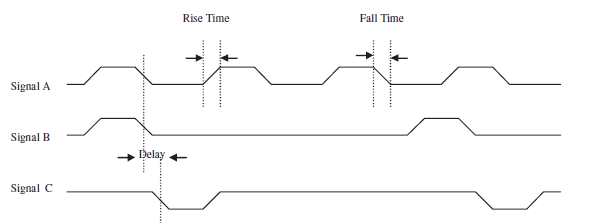 Rise Time
Fall Time
Signal A
Signal B
Delay
Signal C